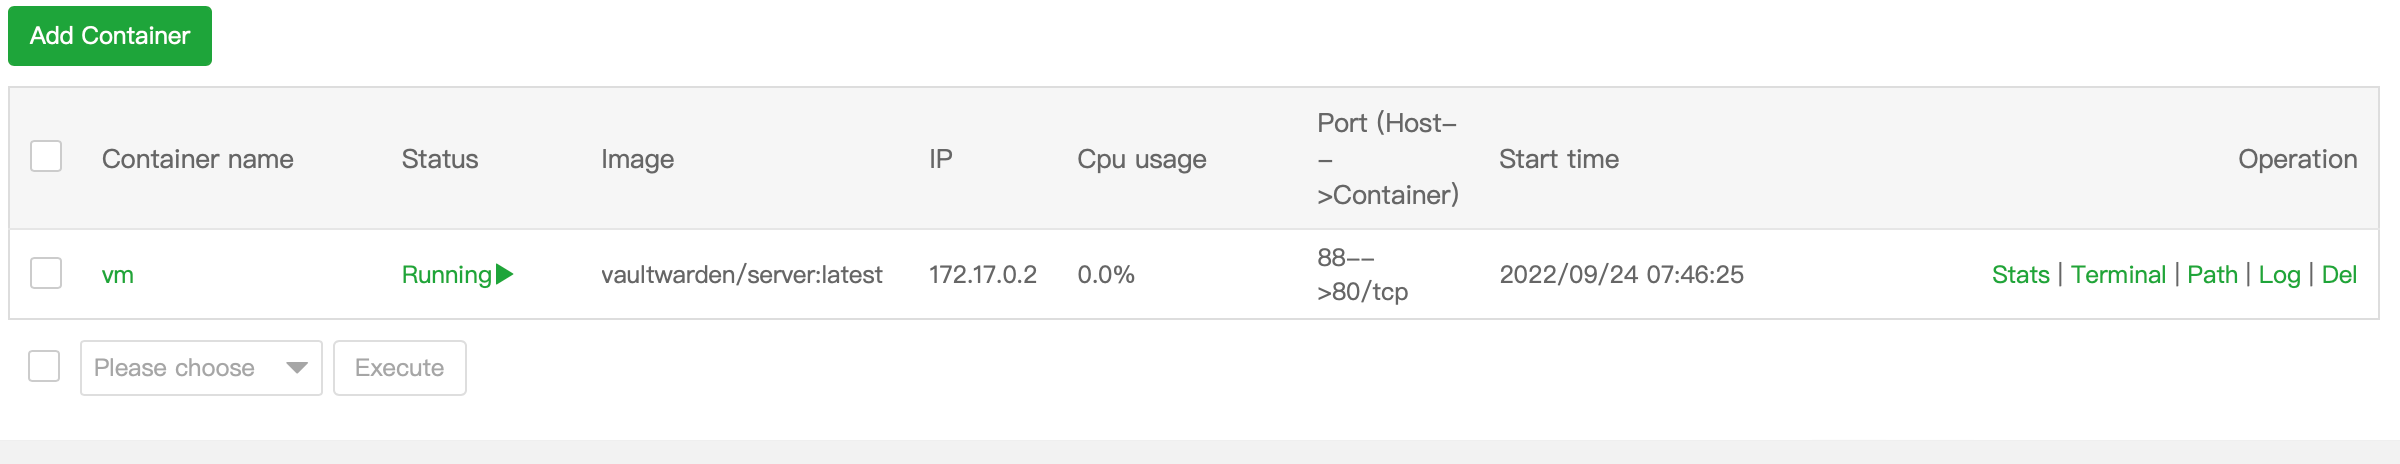 Add Container
Container name Status Image IP Cpu usage Port (Host-
-
>Container) Start time Operation
vm Running vaultwarden/server:latest 172.17.0.2 0.0% 88--
>80/tcp 2022/09/24 07:46:25 Stats | Terminal | Path | Log | Del
Please choose Execute